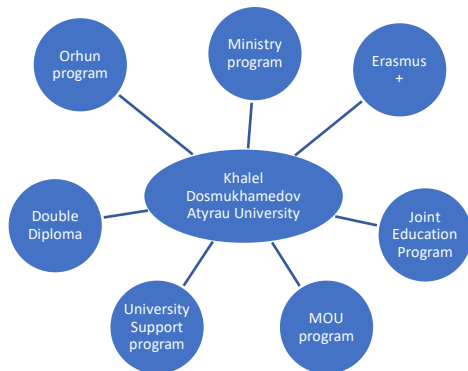 Orhun
program
Ministry
program
Erasmus
+
Khalel
Dosmukhamedov
Atyrau University
Double
Diploma
Joint
Education
Program
University
Support
program
MOU
program